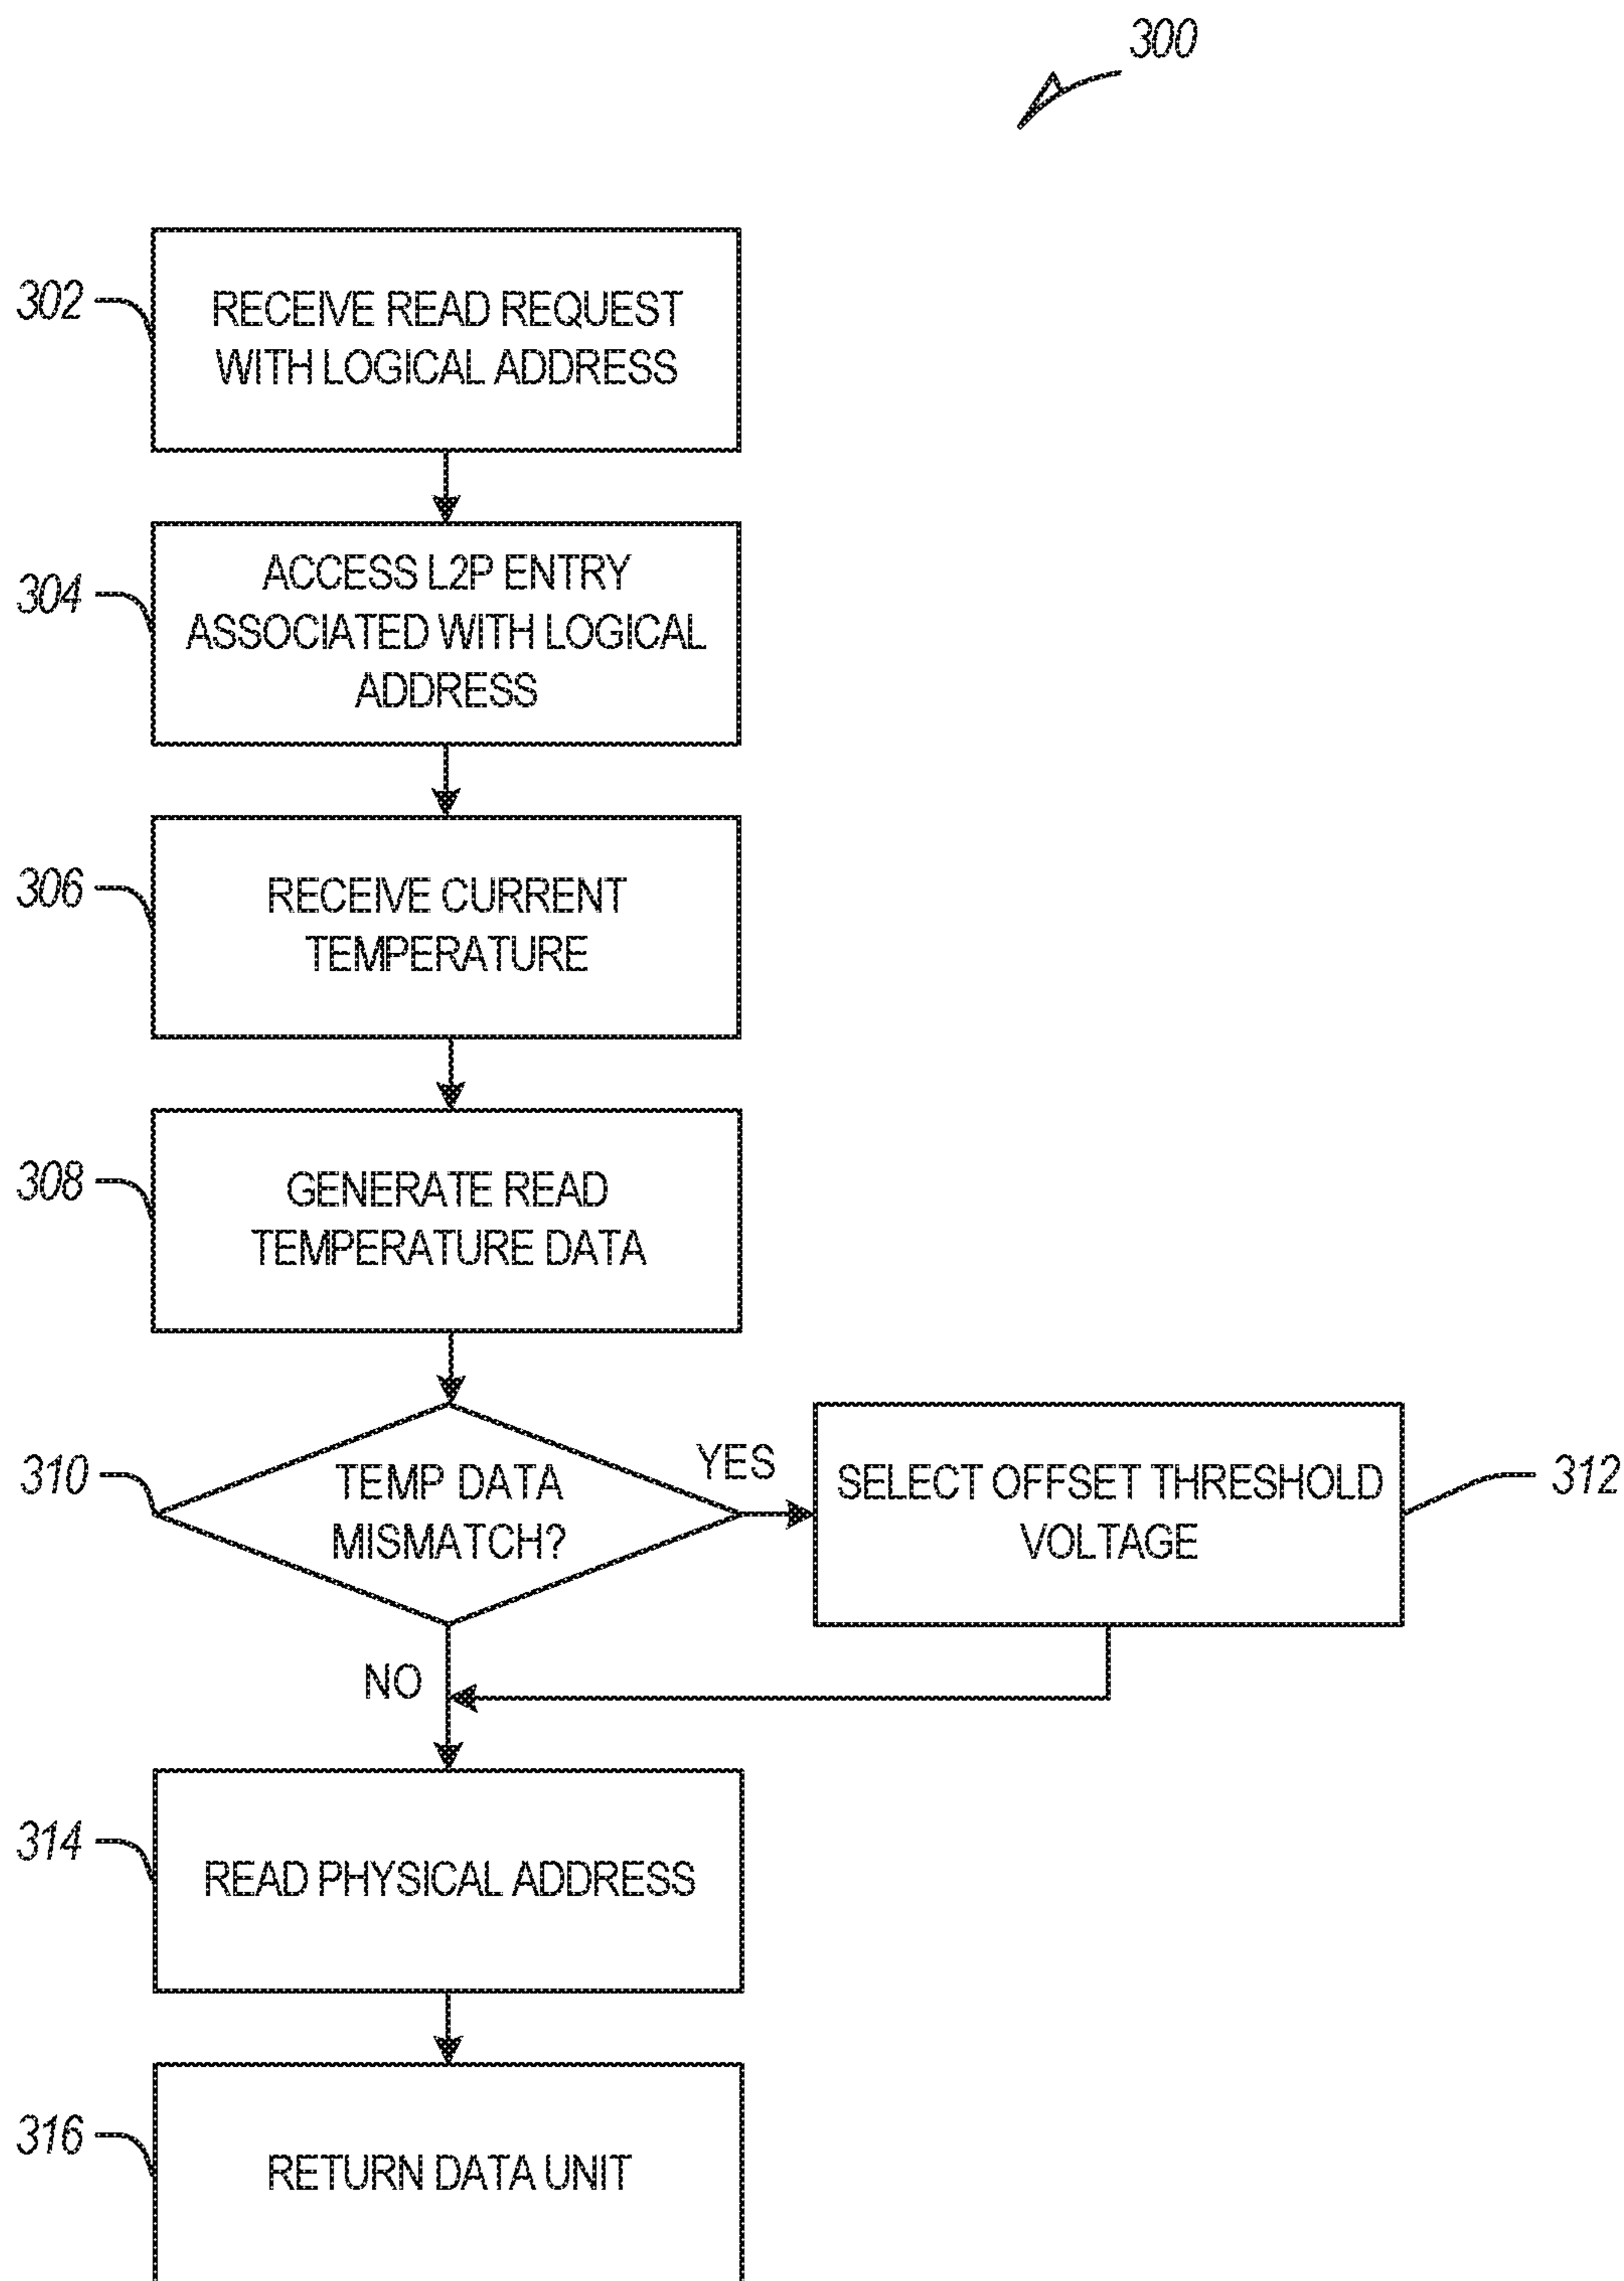 300
302
RECEIVE READ REQUEST
WITH LOGICAL ADDRESS
304
ACCESS L2P ENTRY
ASSOCIATED WITH LOGICAL
ADDRESS
306
RECEIVE CURRENT
TEMPERATURE
308
GENERATE READ
TEMPERATURE DATA
310
TEMP DATA
MISMATCH?
YES
SELECT OFFSET THRESHOLD
VOLTAGE
312
NO
314
READ PHYSICAL ADDRESS
316
RETURN DATA UNIT